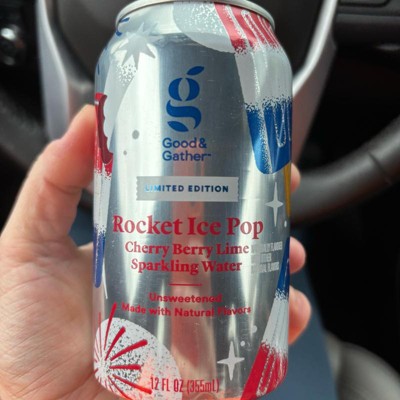 g
Good &
Gather™
LIMITED EDITION
Rocket Ice Pop
Cherry Berry Lime
Sparkling Water
Unsweetened
Made with Natural Flavors
12 FL OZ (355mL)